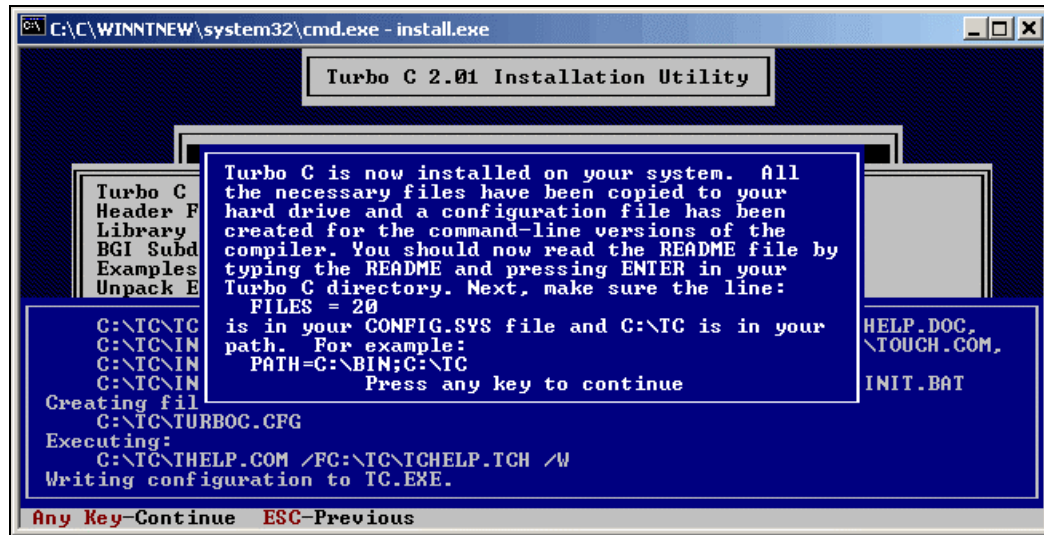 C:\C\WINNTNEW\system32\cmd.exe - install.exe
Turbo C 2.01 Installation Utility
Turbo C is now installed on your system.  All
the necessary files have been copied to your
hard drive and a configuration file has been
created for the command-line versions of the
compiler. You should now read the README file by
typing the README and pressing ENTER in your
Turbo C directory. Next, make sure the line:
FILES = 20
is in your CONFIG.SYS file and C:\TC is in your
path.  For example:
PATH=C:\BIN;C:\TC
Press any key to continue
Turbo C
Header F
Library
BGI Subd
Examples
Unpack E
C:\TC\TC HELP.DOC,
C:\TC\IN \TOUCH.COM,
C:\TC\IN
C:\TC\IN INIT.BAT
Creating fil
C:\TC\TURBOC.CFG
Executing:
C:\TC\THELP.COM /FC:\TC\TCHELP.TCH /W
Writing configuration to TC.EXE.
Any Key-Continue ESC-Previous